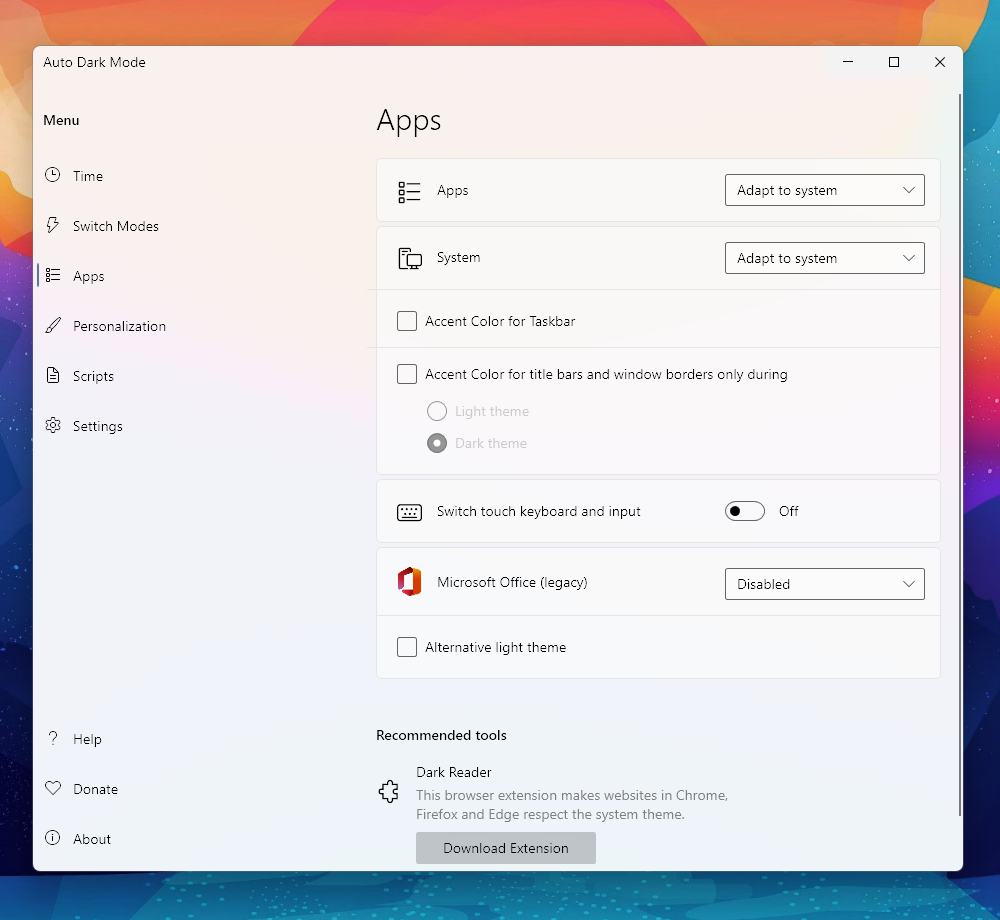 Auto Dark Mode
Menu
Time
Switch Modes
Apps
Personalization
Scripts
Settings
Help
Donate
About
Apps
Apps
Adapt to system
System
Adapt to system
Accent Color for Taskbar
Accent Color for title bars and window borders only during
Light theme
Dark theme
Switch touch keyboard and input
Off
Microsoft Office (legacy)
Disabled
Alternative light theme
Recommended tools
Dark Reader
This browser extension makes websites in Chrome,
Firefox and Edge respect the system theme.
Download Extension